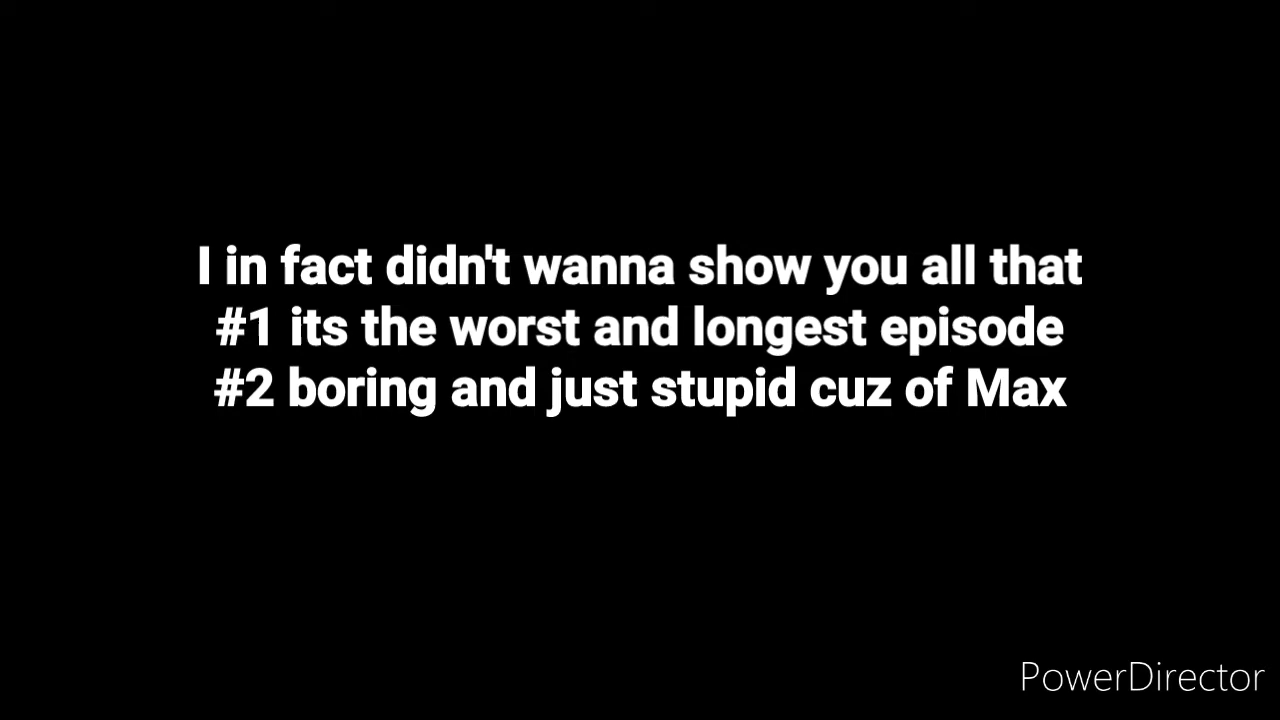 I in fact didn't wanna show you all that
#1 its the worst and longest episode
#2 boring and just stupid cuz of Max
PowerDirector